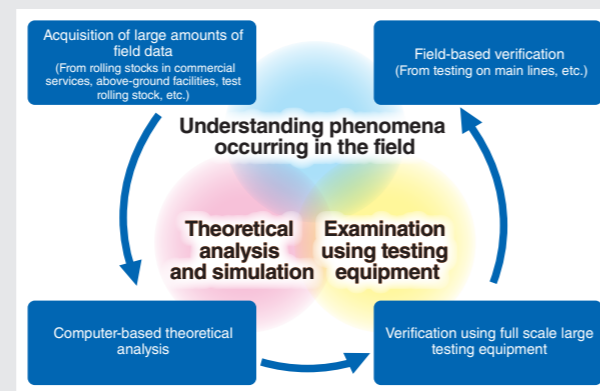 Acquisition of large amounts of
field data
(From rolling stocks in commercial
services, above-ground facilities, test
rolling stock, etc.)
Field-based verification
(From testing on main lines, etc.)
Understanding phenomena
occurring in the field
Theoretical
analysis
and simulation
Examination
using testing
equipment
Computer-based theoretical
analysis
Verification using full scale large
testing equipment